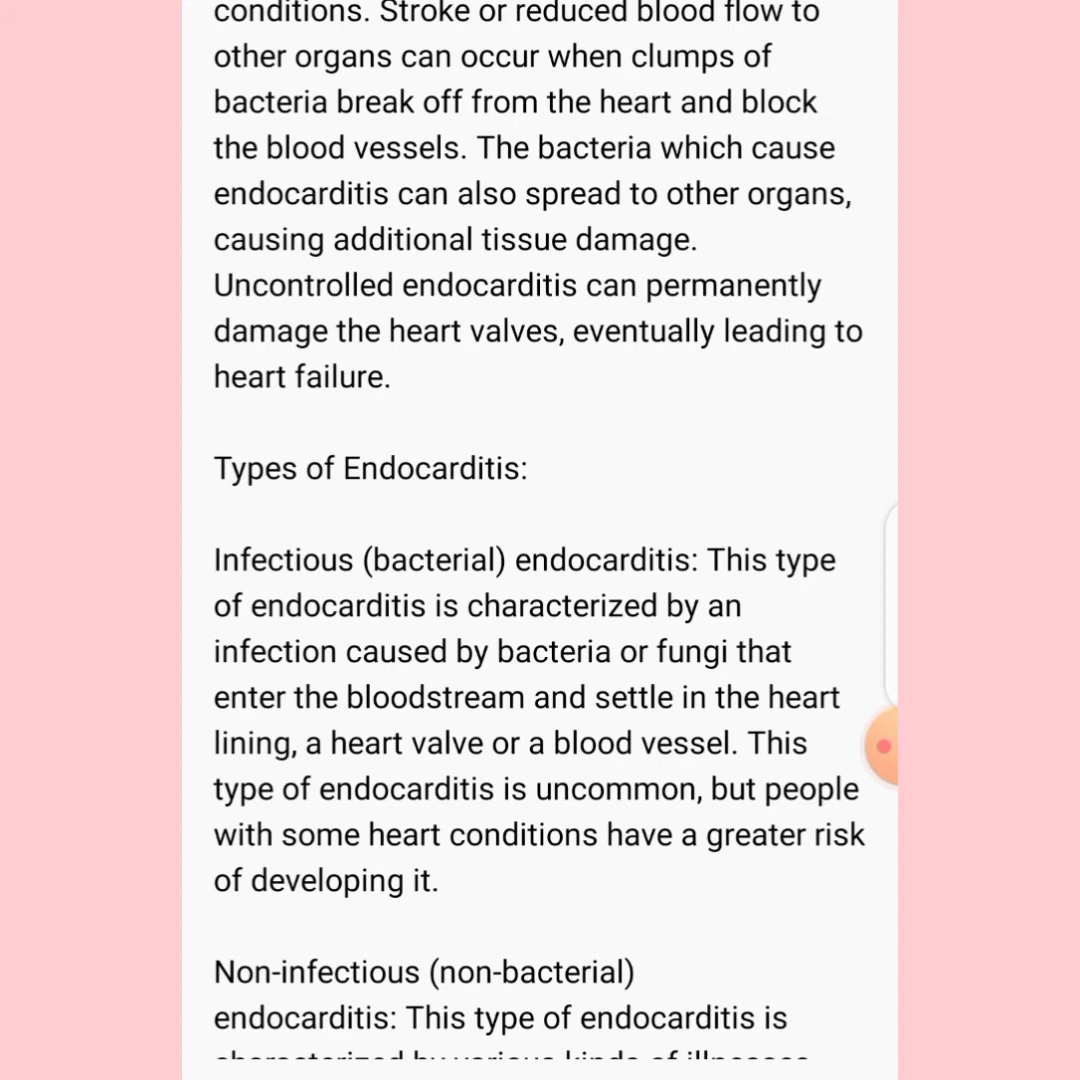 conditions. Stroke or reduced blood flow to
other organs can occur when clumps of
bacteria break off from the heart and block
the blood vessels. The bacteria which cause
endocarditis can also spread to other organs,
causing additional tissue damage.
Uncontrolled endocarditis can permanently
damage the heart valves, eventually leading to
heart failure.
Types of Endocarditis:
Infectious (bacterial) endocarditis: This type
of endocarditis is characterized by an
infection caused by bacteria or fungi that
enter the bloodstream and settle in the heart
lining, a heart valve or a blood vessel. This
type of endocarditis is uncommon, but people
with some heart conditions have a greater risk
of developing it.
Non-infectious (non-bacterial)
endocarditis: This type of endocarditis is
characterized by various kinds of illnesses